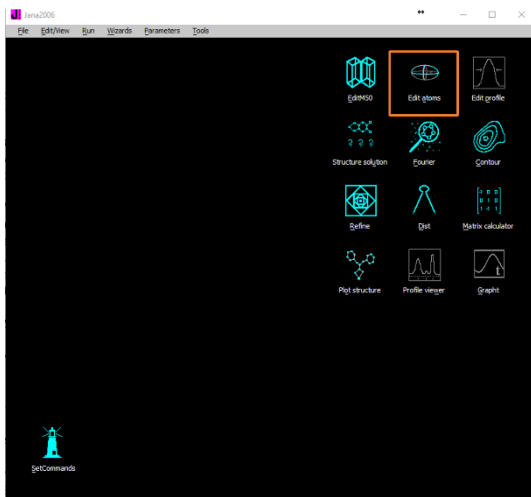 Jana2006
File Edit/View Run Wizards Parameters Tools
EditM50 Edit atoms Edit profile
? ? ?
Structure solution Fourier Contour
Refine Dist Matrix calculator
t
Plot structure Profile viewer Grapht
SetCommands